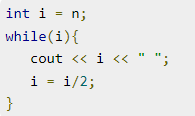 int i = n;
while(i){
cout << i << " ";
i = i/2;
}